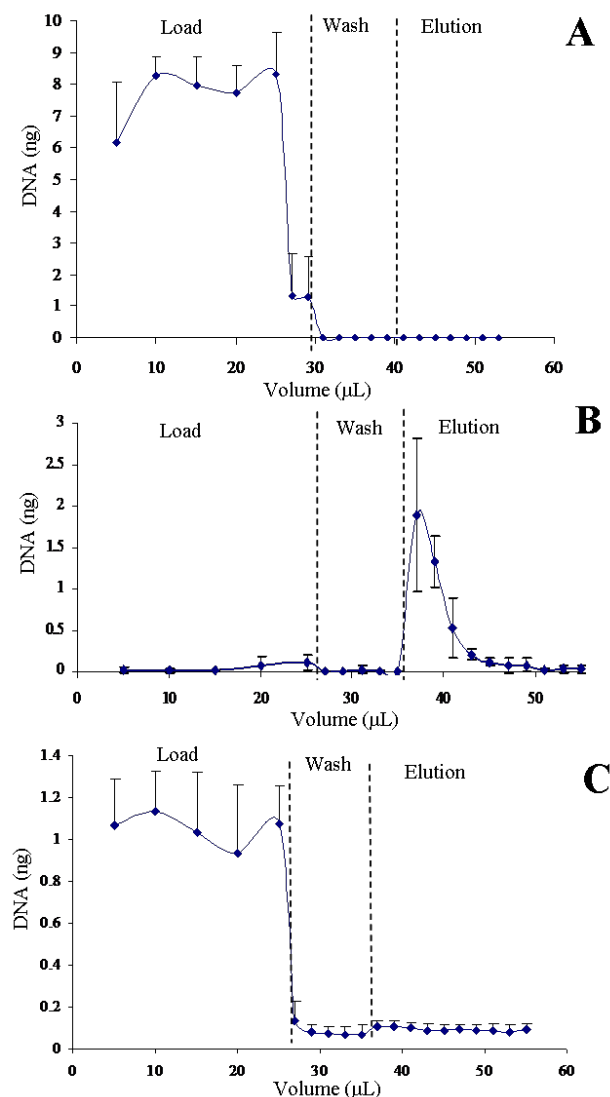 A
Load Wash Elution
10
9
8
7
6
5
4
3
2
1
0
DNA (ng)
0 10 20 30 40 50 60
Volume (μL)
B
Load Wash Elution
3
2.5
2
1.5
1
0.5
0
DNA (ng)
0 10 20 30 40 50
Volume (μL)
C
Load Wash Elution
1.4
1.2
1
0.8
0.6
0.4
0.2
0
DNA (ng)
0 10 20 30 40 50 60
Volume (μL)